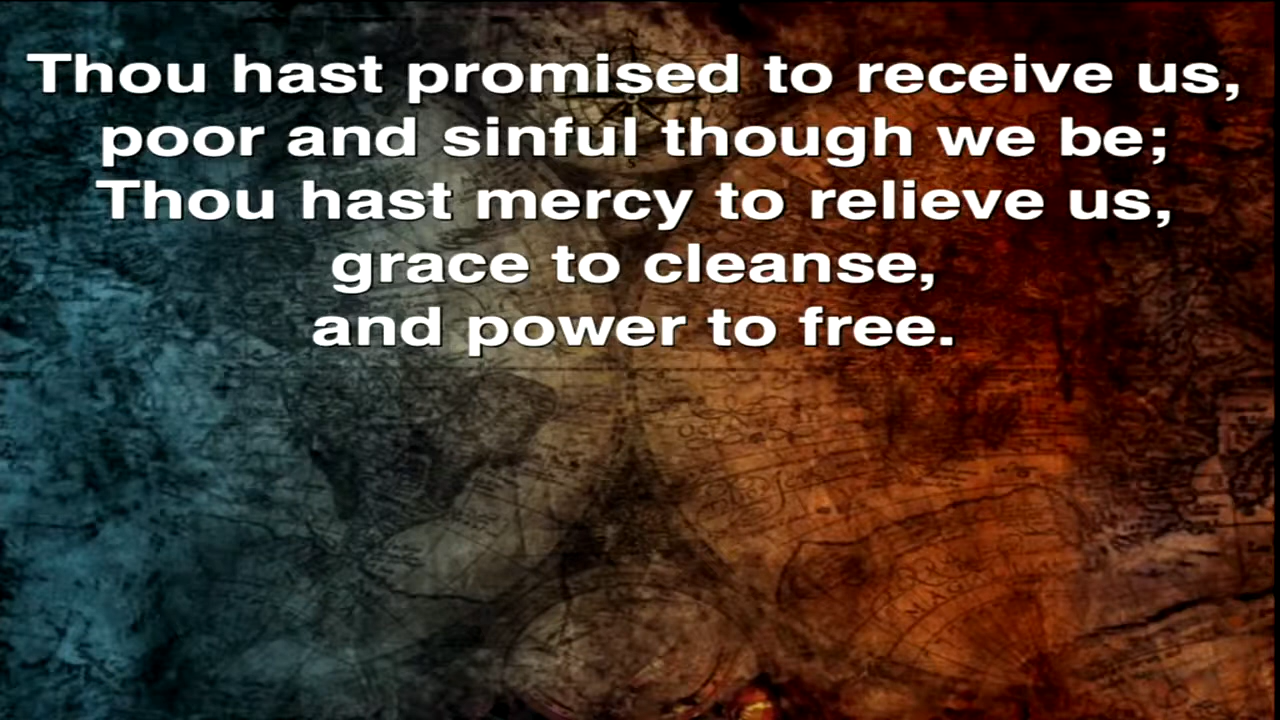 Thou hast promised to receive us,
poor and sinful though we be;
Thou hast mercy to relieve us,
grace to cleanse,
and power to free.